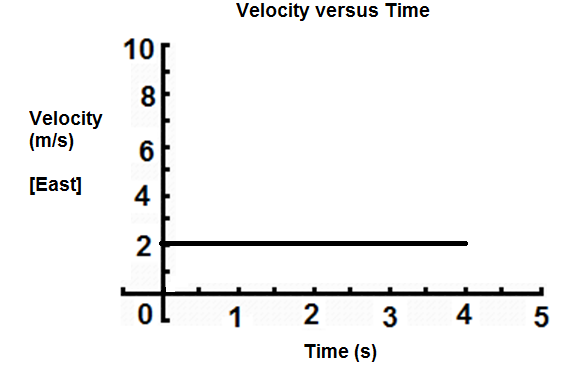 Velocity versus Time
10
8
Velocity
(m/s)
6
[East]
4
2
0 1 2 3 4 5
Time (s)